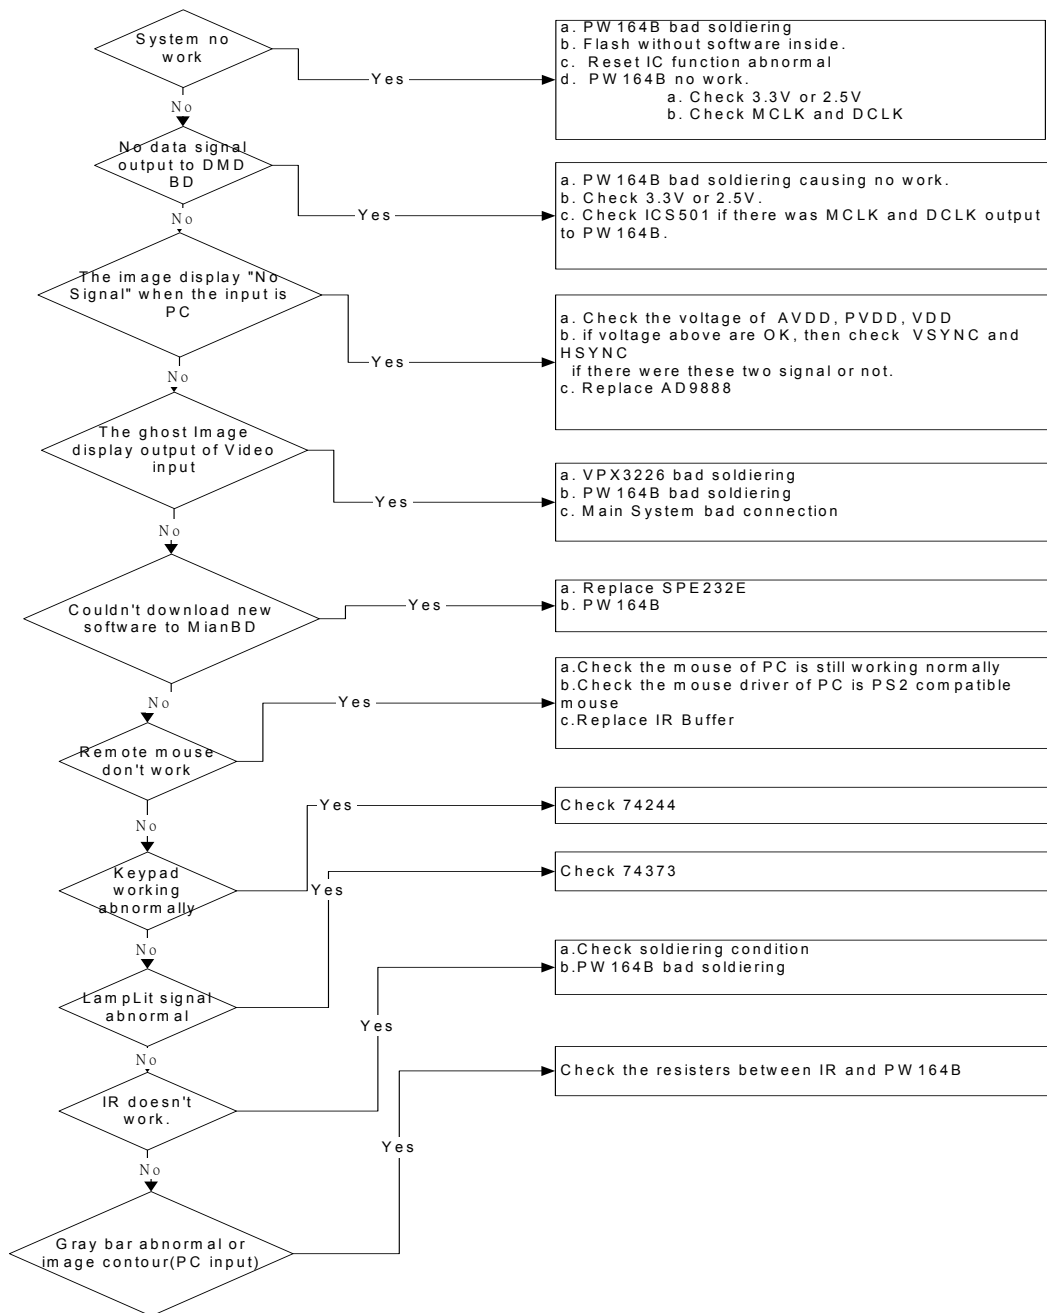 System no
work
Yes
a. PW164B bad soldiering
b. Flash without software inside.
c. Reset IC function abnormal
d. PW164B no work.
a. Check 3.3V or 2.5V
b. Check MCLK and DCLK
No
No data signal
output to DMD
BD
Yes
a. PW164B bad soldiering causing no work.
b. Check 3.3V or 2.5V.
c. Check ICS501 if there was MCLK and DCLK output
to PW164B.
No
The image display "No
Signal" when the input is
PC
Yes
a. Check the voltage of AVDD, PVDD, VDD
b. if voltage above are OK, then check VSYNC and
HSYNC
if there were these two signal or not.
c. Replace AD9888
No
The ghost Image
display output of Video
input
Yes
a. VPX3226 bad soldiering
b. PW164B bad soldiering
c. Main System bad connection
No
Couldn't download new
software to MianBD
Yes
a. Replace SPE232E
b. PW164B
No
Remote mouse
don't work
Yes
a.Check the mouse of PC is still working normally
b.Check the mouse driver of PC is PS2 compatible
mouse
c.Replace IR Buffer
No
Keypad
working
abnormally
Yes
Check 74244
No
LampLit signal
abnormal
Yes
Check 74373
No
IR doesn't
work.
Yes
a.Check soldiering condition
b.PW164B bad soldiering
No
Gray bar abnormal or
image contour(PC input)
Yes
Check the resisters between IR and PW164B